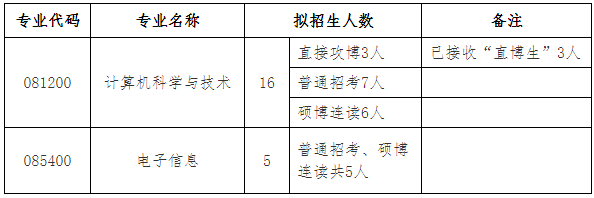 专业代码 专业名称 拟招生人数 备注
081200 计算机科学与技术 16 直接攻博3人 已接收“直博生”3人
普通招考7人
硕博连读6人
085400 电子信息 5 普通招考、硕博
连读共5人